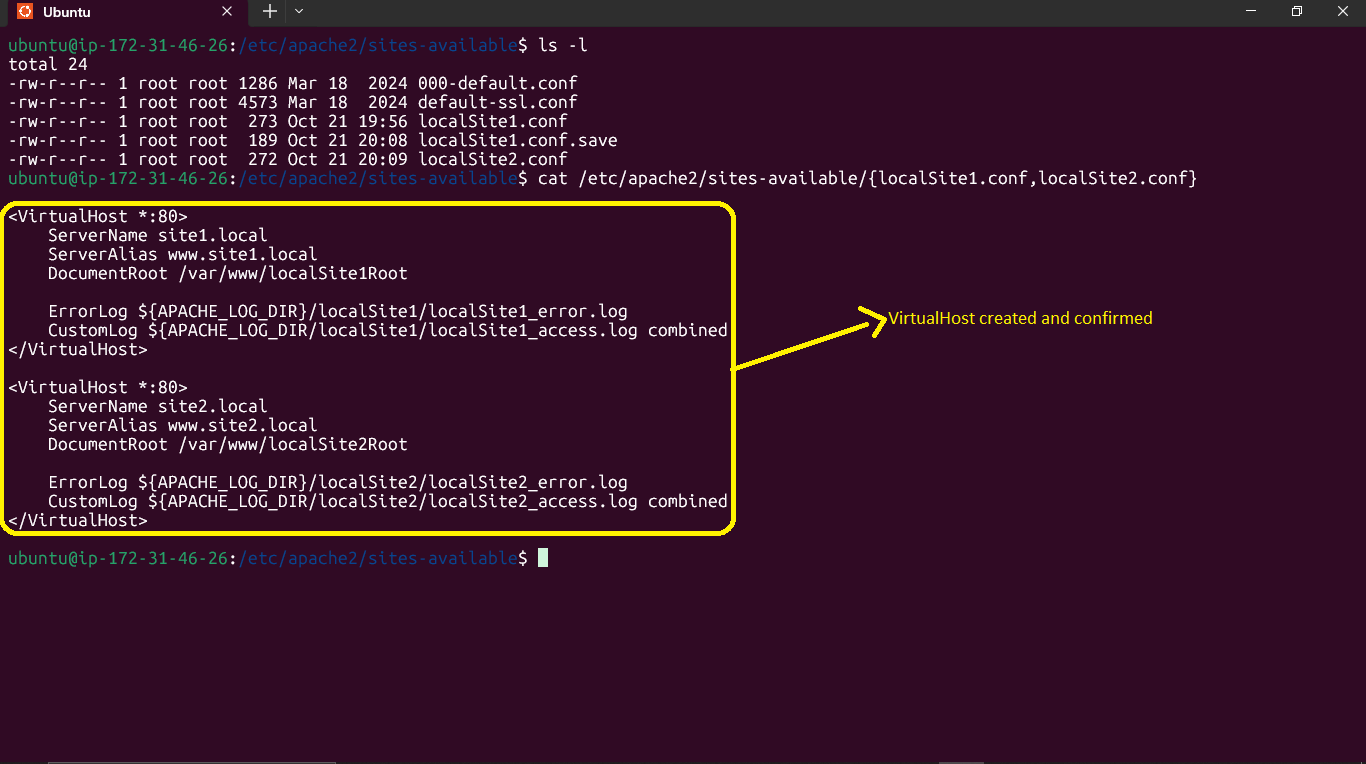 Ubuntu
ubuntu@ip-172-31-46-26:/etc/apache2/sites-available$ ls -l
total 24
-rw-r--r-- 1 root root 1286 Mar 18  2024 000-default.conf
-rw-r--r-- 1 root root 4573 Mar 18  2024 default-ssl.conf
-rw-r--r-- 1 root root  273 Oct 21 19:56 localSite1.conf
-rw-r--r-- 1 root root  189 Oct 21 20:08 localSite1.conf.save
-rw-r--r-- 1 root root  272 Oct 21 20:09 localSite2.conf
ubuntu@ip-172-31-46-26:/etc/apache2/sites-available$ cat /etc/apache2/sites-available/{localSite1.conf,localSite2.conf}
<VirtualHost *:80>
    ServerName site1.local
    ServerAlias www.site1.local
    DocumentRoot /var/www/localSite1Root
    ErrorLog ${APACHE_LOG_DIR}/localSite1/localSite1_error.log
    CustomLog ${APACHE_LOG_DIR/localSite1/localSite1_access.log combined
</VirtualHost>
<VirtualHost *:80>
    ServerName site2.local
    ServerAlias www.site2.local
    DocumentRoot /var/www/localSite2Root
    ErrorLog ${APACHE_LOG_DIR}/localSite2/localSite2_error.log
    CustomLog ${APACHE_LOG_DIR/localSite2/localSite2_access.log combined
</VirtualHost>
VirtualHost created and confirmed
ubuntu@ip-172-31-46-26:/etc/apache2/sites-available$